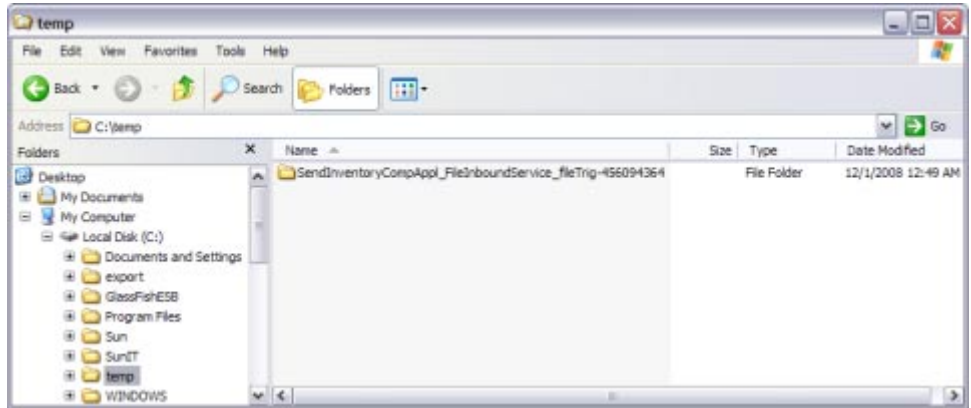 temp
File Edit View Favorites Tools Help
Back Search Folders
Address C:\temp Go
Folders Name Size Type Date Modified
Desktop SendInventoryCompAppl_FileInboundService_fileTrig-456094364 File Folder 12/1/2008 12:49 AM
My Documents
My Computer
Local Disk (C:)
Documents and Settings
export
GlassFishESB
Program Files
Sun
SunIT
temp
WINDOWS